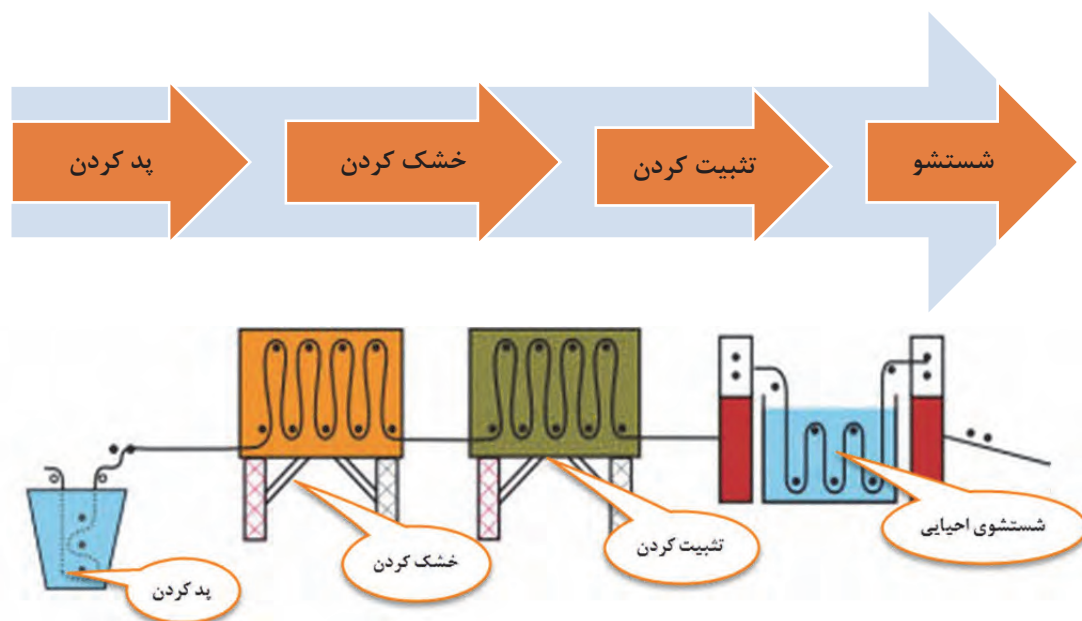 پد کردن
خشک کردن
تثبیت کردن
شستشو
پد کردن
خشک کردن
تثبیت کردن
شستشوی احیایی